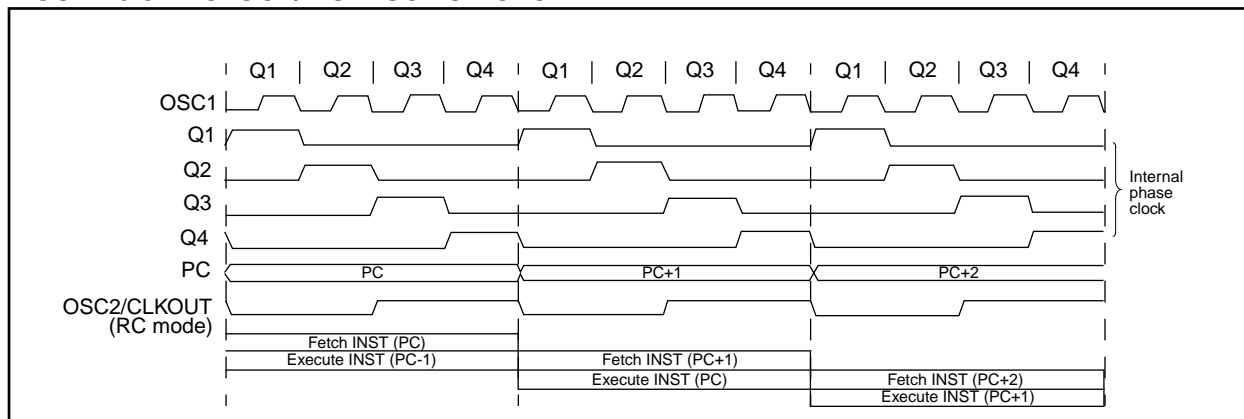 Q1 Q2 Q3 Q4 Q1 Q2 Q3 Q4 Q1 Q2 Q3 Q4
OSC1
Q1
Q2
Q3
Q4
PC
OSC2/CLKOUT
(RC mode)
PC PC+1 PC+2
Internal
phase
clock
Fetch INST (PC)
Execute INST (PC-1) Fetch INST (PC+1)
Execute INST (PC) Fetch INST (PC+2)
Execute INST (PC+1)